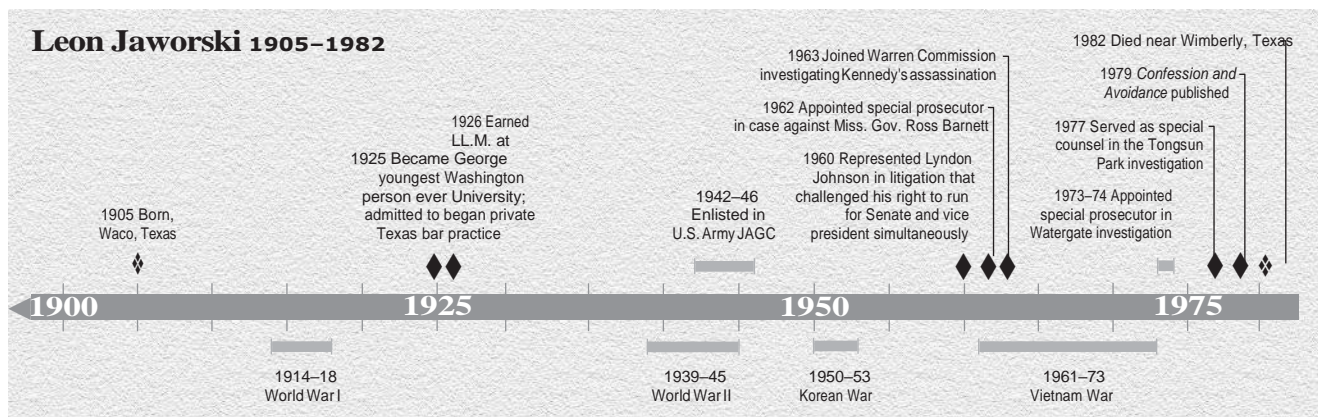 Leon Jaworski 1905–1982
1905 Born,
Waco, Texas
1926 Earned
LL.M. at
1925 Became George
youngest Washington
person ever University;
admitted to began private
Texas bar practice
1942–46
Enlisted in
U.S. Army JAGC
1963 Joined Warren Commission
investigating Kennedy's assassination
1962 Appointed special prosecutor
in case against Miss. Gov. Ross Barnett
1960 Represented Lyndon
Johnson in litigation that
challenged his right to run
for Senate and vice
president simultaneously
1982 Died near Wimberly, Texas
1979 Confession and
Avoidance published
1977 Served as special
counsel in the Tongsun
Park investigation
1973–74 Appointed
special prosecutor in
Watergate investigation
1900 1925 1950 1975
1914–18
World War I
1939–45
World War II
1950–53
Korean War
1961–73
Vietnam War